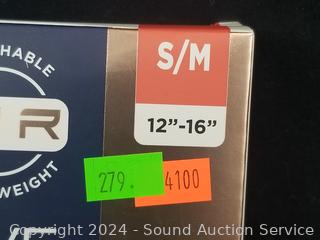 S/M
12"-16"
HABLE
R
WEIGHT
279.
4100
Copyright 2024 - Sound Auction Service